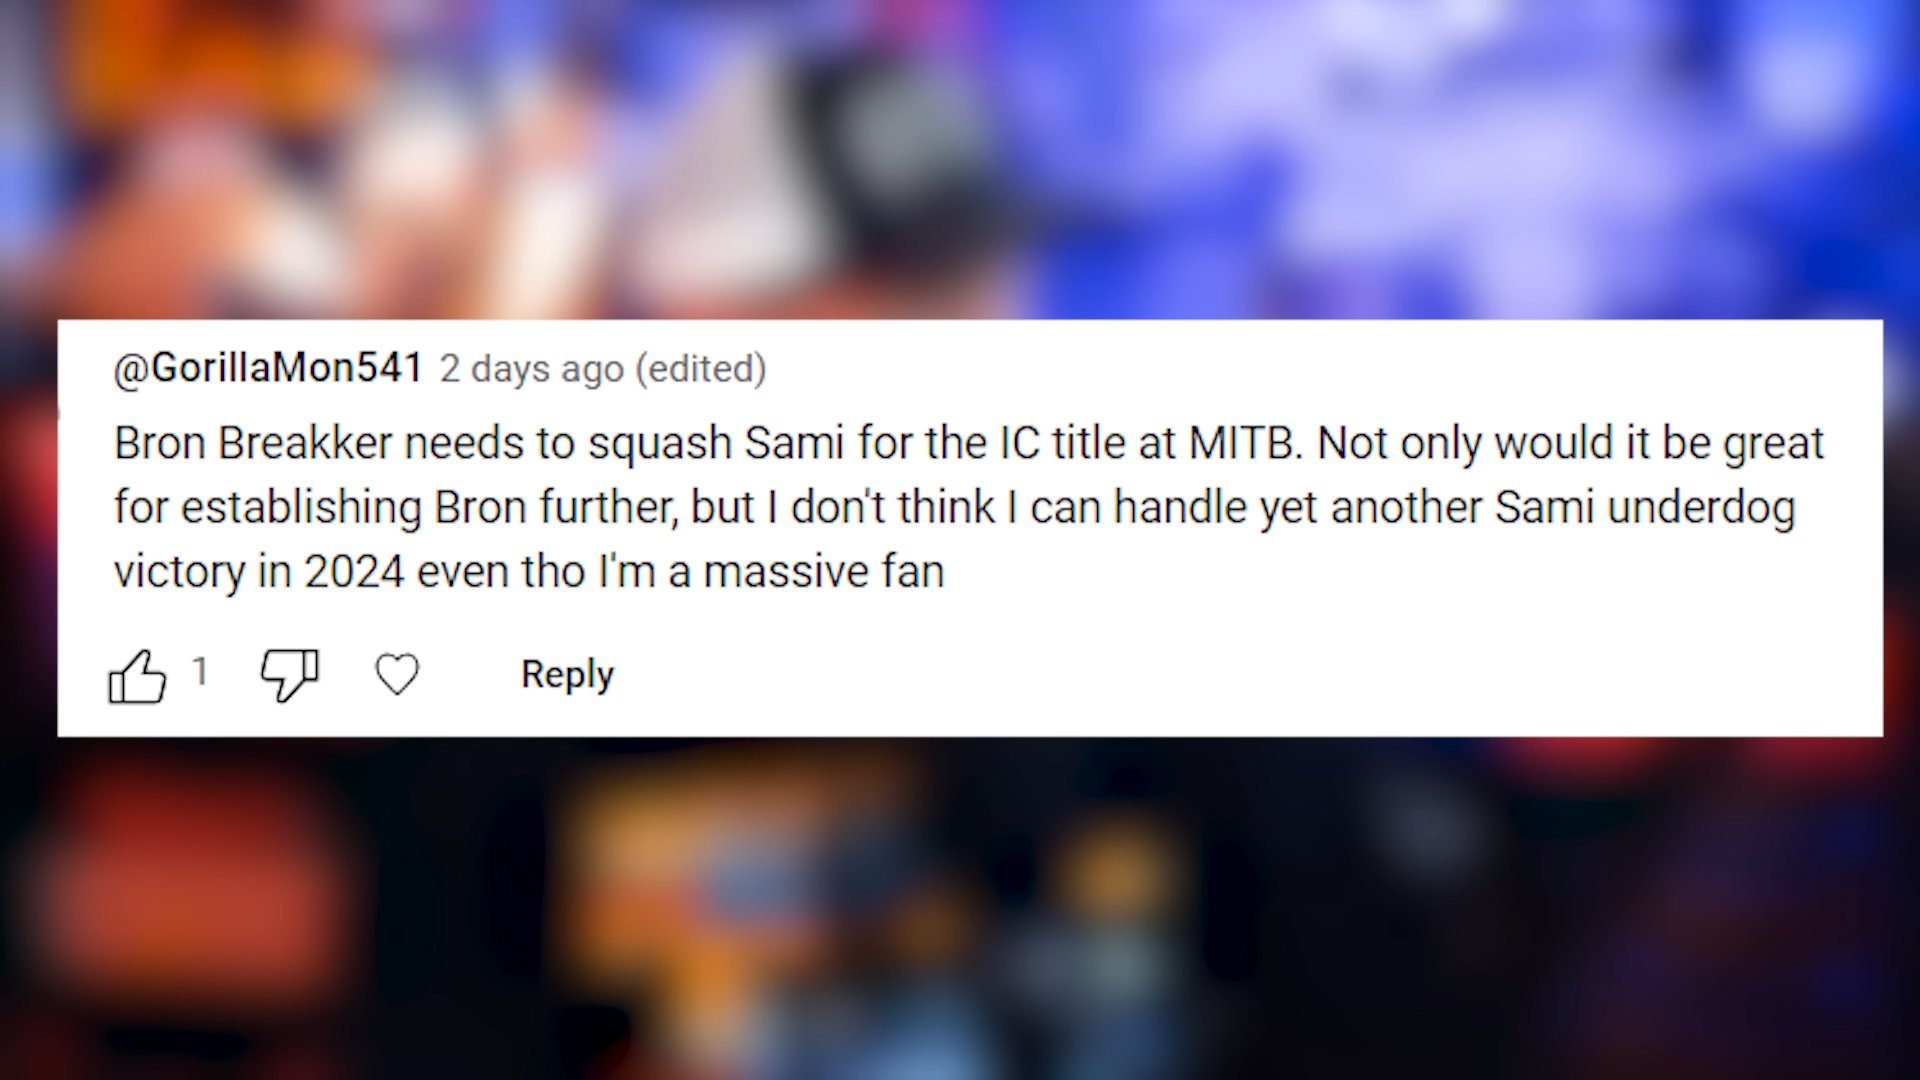 @GorillaMon541 2 days ago (edited)
Bron Breakker needs to squash Sami for the IC title at MITB. Not only would it be great
for establishing Bron further, but I don't think I can handle yet another Sami underdog
victory in 2024 even tho I'm a massive fan
1 Reply